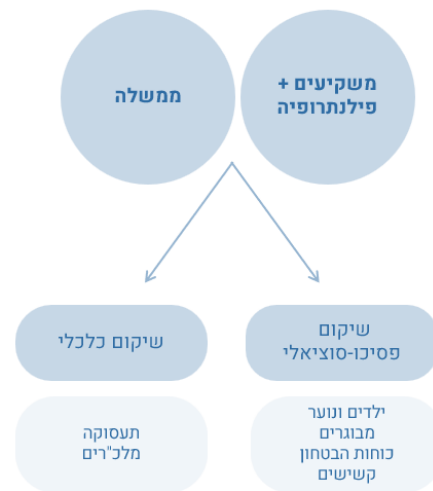 משקיעים +
פילנתרופיה
ממשלה
שיקום
פסיכו-סוציאלי
שיקום כלכלי
ילדים ונוער
מבוגרים
כוחות הבטחון
קשישים
תעסוקה
מלכ"רים